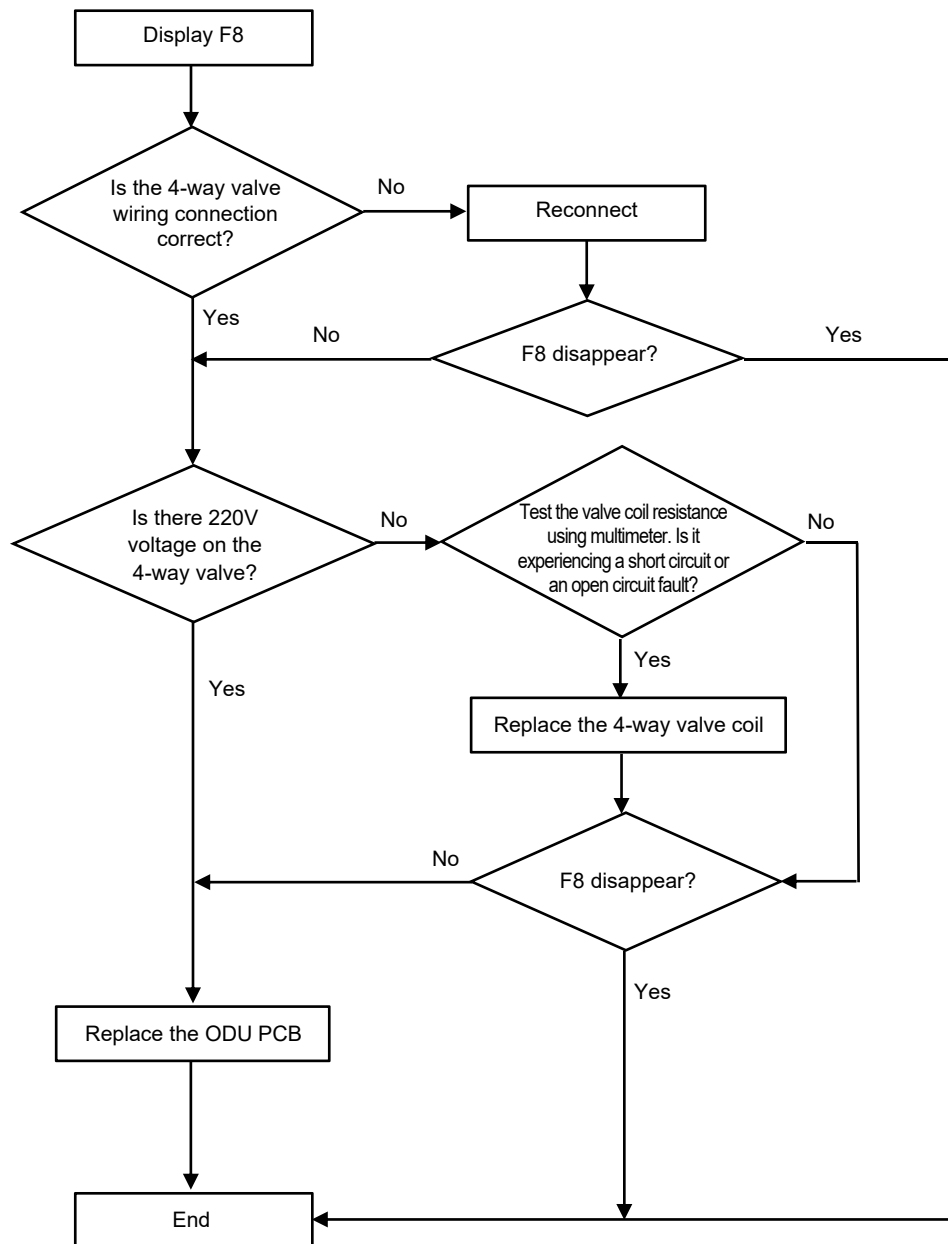 Display F8
Is the 4-way valve
wiring connection
correct?
No
Reconnect
Yes
No
F8 disappear?
Yes
Is there 220V
voltage on the
4-way valve?
No
Test the valve coil resistance
using multimeter. Is it
experiencing a short circuit or
an open circuit fault?
No
Yes
Yes
Replace the 4-way valve coil
No
F8 disappear?
Yes
Replace the ODU PCB
End